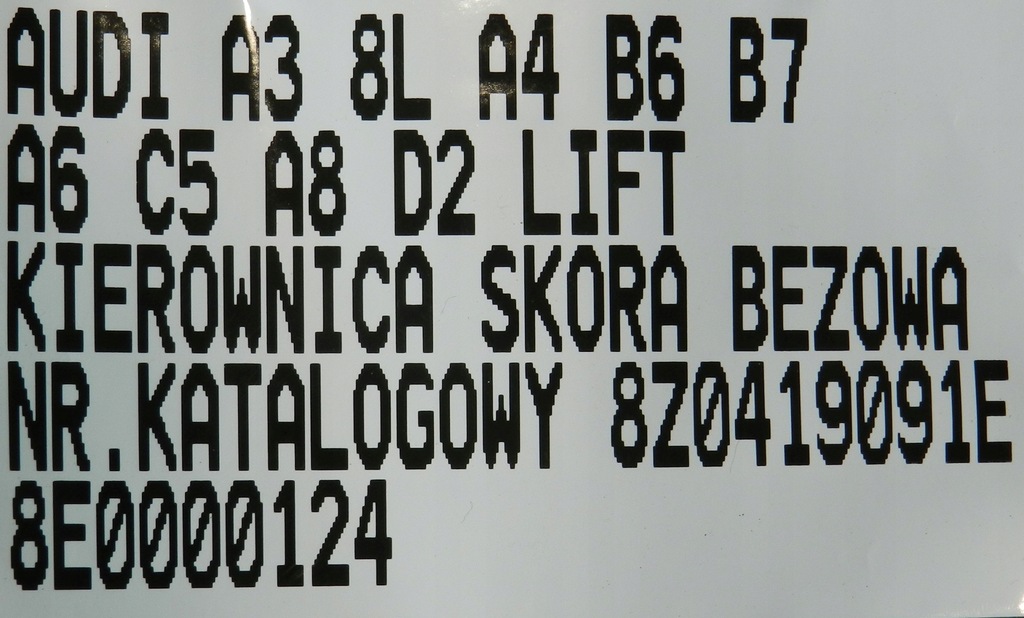 AUDI A3 8L A4 B6 B7
A6 C5 A8 D2 LIFT
KIEROWNICA SKORA BEZOWA
NR.KATALOGOWY 8Z0419091E
8E0000124